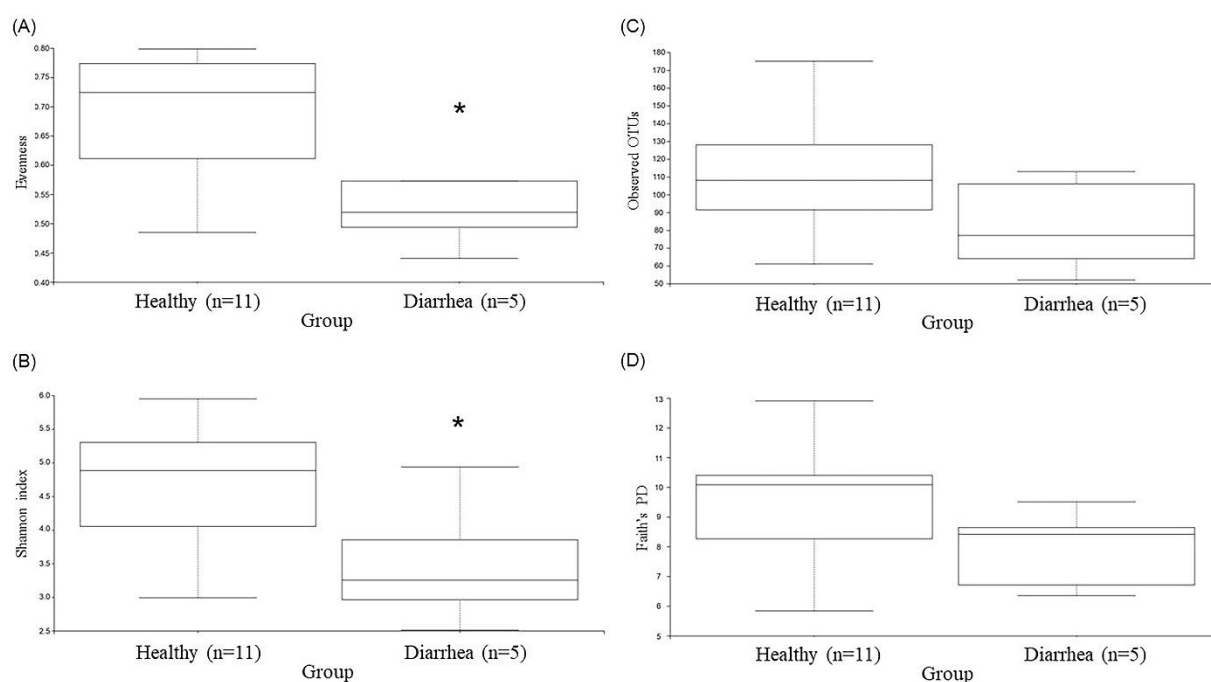 (A)
0.80
0.75
0.70
0.65
0.60
0.55
0.50
0.45
0.40
Evenness
*
Healthy (n=11) Diarrhea (n=5)
Group
(B)
6.0
5.5
5.0
4.5
4.0
3.5
3.0
2.5
Shannon index
*
Healthy (n=11) Diarrhea (n=5)
Group
(C)
180
170
160
150
140
130
120
110
100
90
80
70
60
50
Observed OTUs
Healthy (n=11) Diarrhea (n=5)
Group
(D)
13
12
11
10
9
8
7
6
5
Faith's PD
Healthy (n=11) Diarrhea (n=5)
Group